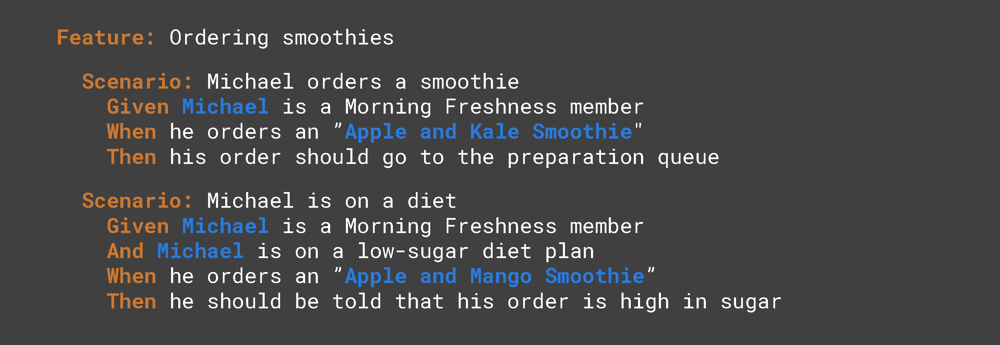 Feature: Ordering smoothies
Scenario: Michael orders a smoothie
Given Michael is a Morning Freshness member
When he orders an ”Apple and Kale Smoothie"
Then his order should go to the preparation queue
Scenario: Michael is on a diet
Given Michael is a Morning Freshness member
And Michael is on a low-sugar diet plan
When he orders an ”Apple and Mango Smoothie”
Then he should be told that his order is high in sugar